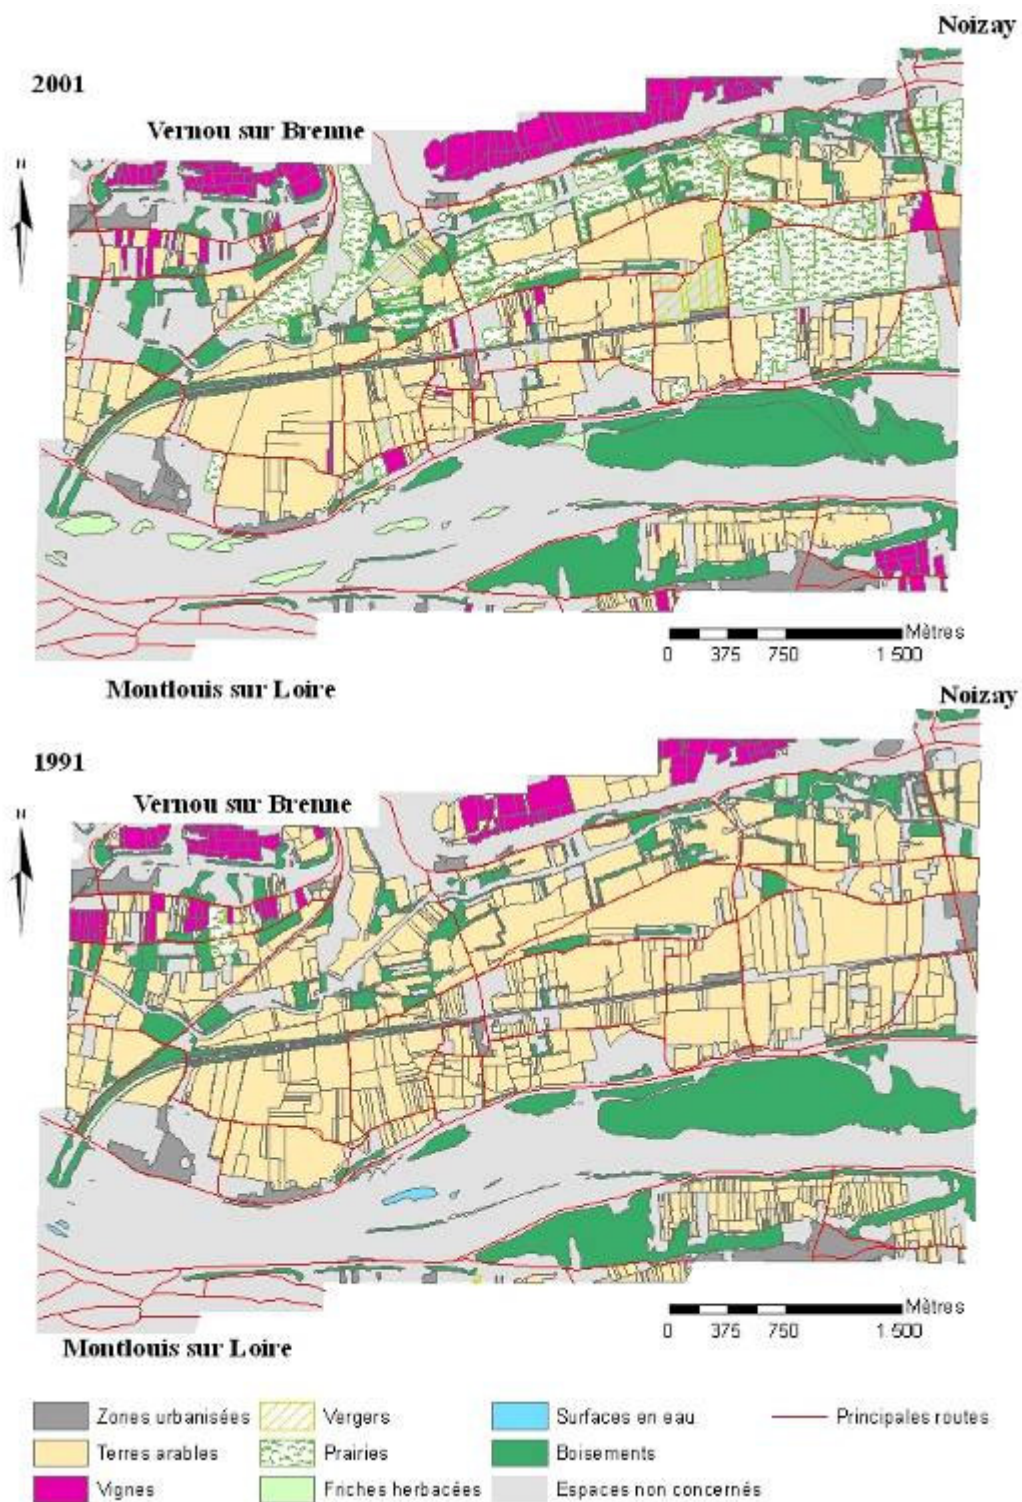 Noizay
2001
Vernou sur Brenne
N
Mètres
0 375 750 1 500
Montlouis sur Loire
Noizay
1991
Vernou sur Brenne
N
Mètres
0 375 750 1 500
Montlouis sur Loire
Zones urbanisées Vergers Surfaces en eau Principales routes
Terres arables Prairies Boisements
Vignes Friches herbacées Espaces non concernés